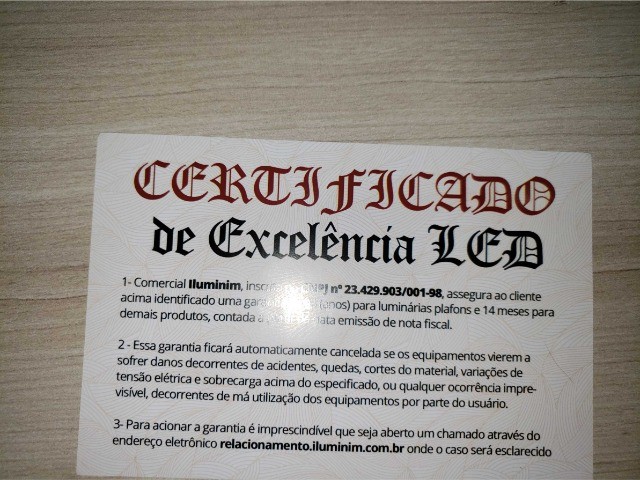 CERTIFICADO
de Excelência LED
1- Comercial Iluminim, inscri CNPJ nº 23.429.903/001-98, assegura ao cliente
acima identificado uma (anos) para luminárias plafons e 14 meses para
demais produtos, contada a emissão de nota fiscal.
2 - Essa garantia ficará automaticamente cancelada se os equipamentos vierem a
sofrer danos decorrentes de acidentes, quedas, cortes do material, variações de
tensão elétrica e sobrecarga acima do especificado, ou qualquer ocorrência impre-
visível, decorrentes de má utilização dos equipamentos por parte do usuário.
3- Para acionar a garantia é imprescindível que seja aberto um chamado através do
endereço eletrônico relacionamento.iluminim.com.br onde o caso será esclarecido